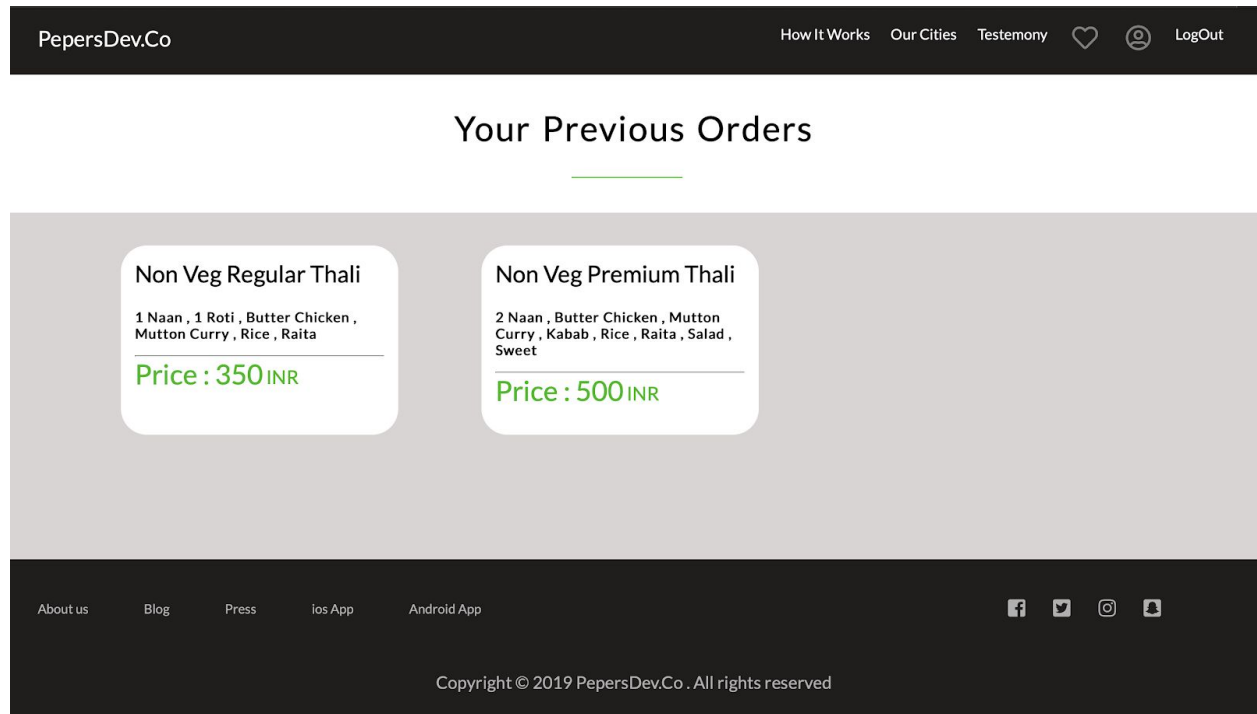 PepersDev.Co
How It Works Our Cities Testemony LogOut
Your Previous Orders
Non Veg Regular Thali
1 Naan , 1 Roti , Butter Chicken ,
Mutton Curry , Rice , Raita
Price : 350 INR
Non Veg Premium Thali
2 Naan , Butter Chicken , Mutton
Curry , Kabab , Rice , Raita , Salad ,
Sweet
Price : 500 INR
About us Blog Press ios App Android App
Copyright © 2019 PepersDev.Co . All rights reserved